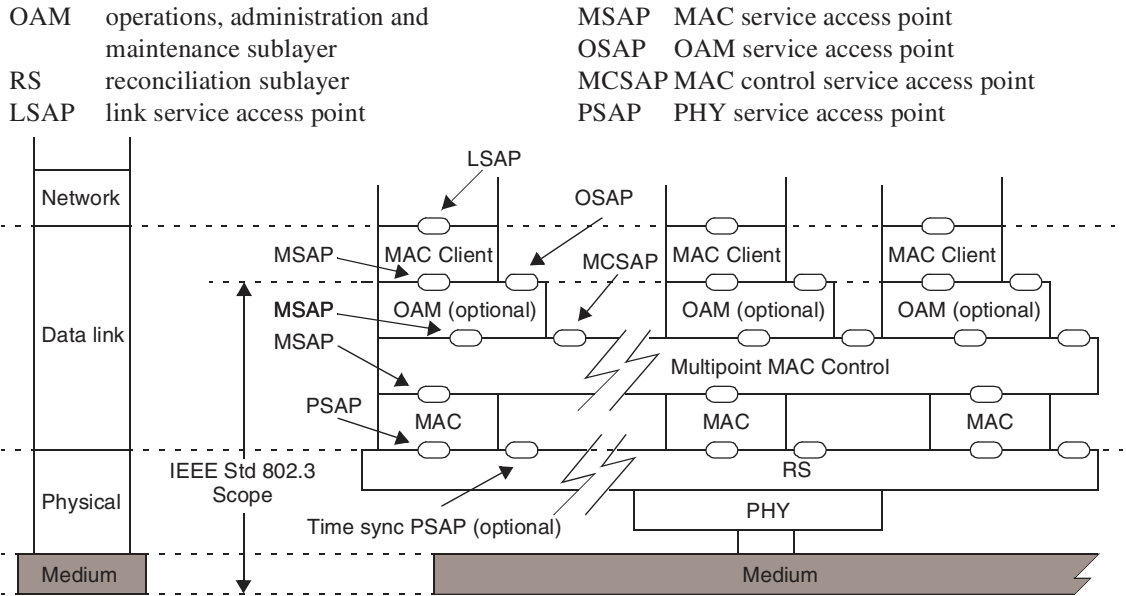 OAM operations, administration and
maintenance sublayer
RS reconciliation sublayer
LSAP link service access point
MSAP MAC service access point
OSAP OAM service access point
MCSAP MAC control service access point
PSAP PHY service access point
LSAP
Network
OSAP
MSAP
MAC Client
MAC Client
MAC Client
MCSAP
MSAP
OAM (optional)
OAM (optional)
OAM (optional)
Data link
MSAP
Multipoint MAC Control
PSAP
MAC
MAC
MAC
IEEE Std 802.3
Scope
RS
Physical
Time sync PSAP (optional)
PHY
Medium
Medium